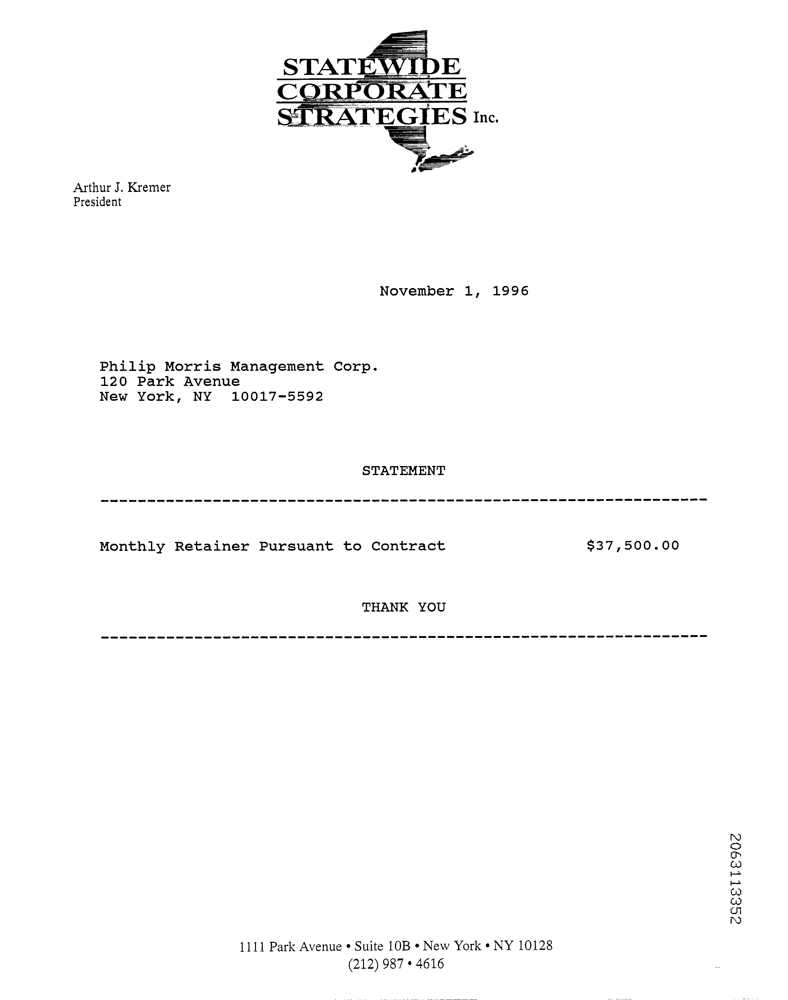 STATEWIDE
CORPORATE
STRATEGIES Inc.
Arthur J. Kremer
President
November 1, 1996
Philip Morris Management Corp.
120 Park Avenue
New York, NY 10017-5592
STATEMENT
Monthly Retainer Pursuant to Contract $37,500.00
THANK YOU
2063113352
1111 Park Avenue • Suite 10B • New York • NY 10128
(212) 987 • 4616